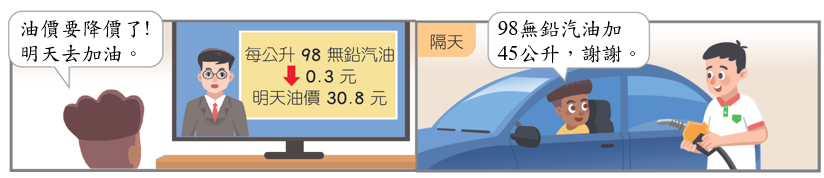 油價要降價了!
明天去加油。
每公升 98 無鉛汽油
↓ 0.3 元
明天油價 30.8 元
隔天
98無鉛汽油加
45公升，謝謝。